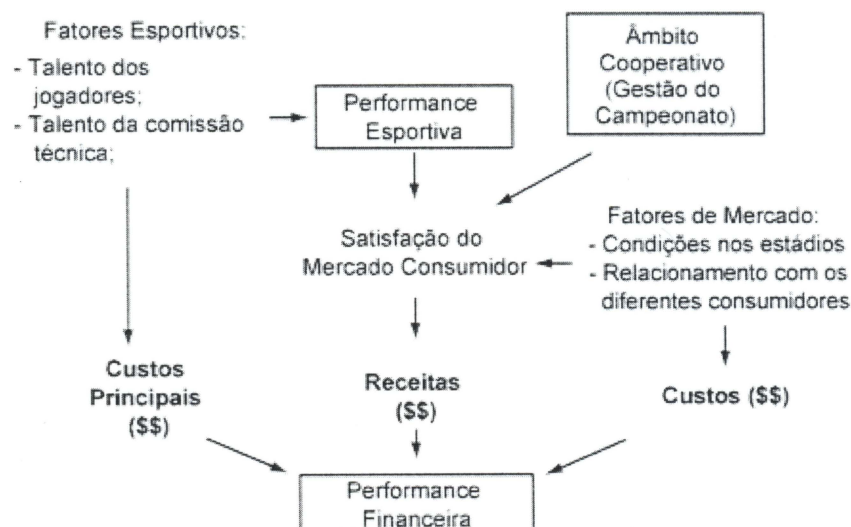 Fatores Esportivos:
- Talento dos
jogadores;
- Talento da comissão
técnica;
Performance
Esportiva
Âmbito
Cooperativo
(Gestão do
Campeonato)
Satisfação do
Mercado Consumidor
Fatores de Mercado:
- Condições nos estádios
- Relacionamento com os
diferentes consumidores
Custos
Principais
($$)
Receitas
($$)
Custos ($$)
Performance
Financeira